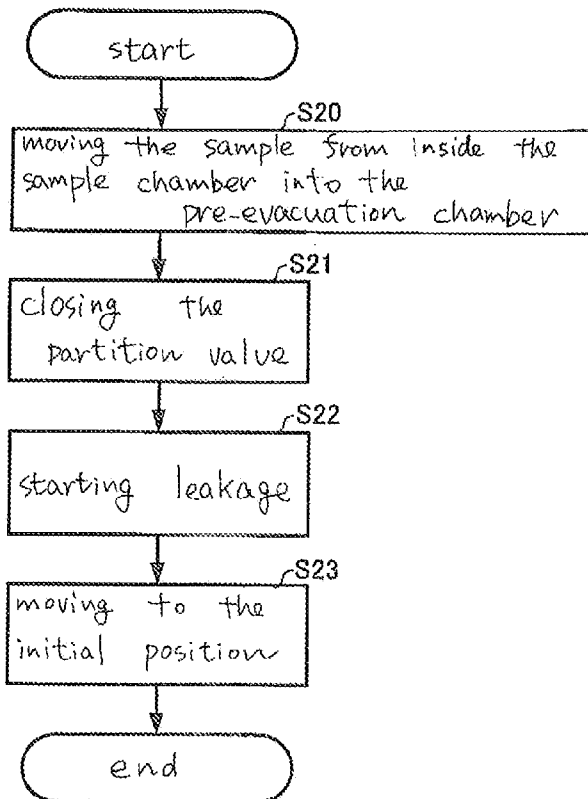 start
S20
moving the sample from inside the
sample chamber into the
pre-evacuation chamber
S21
closing the
partition value
S22
starting leakage
S23
moving to the
initial position
end